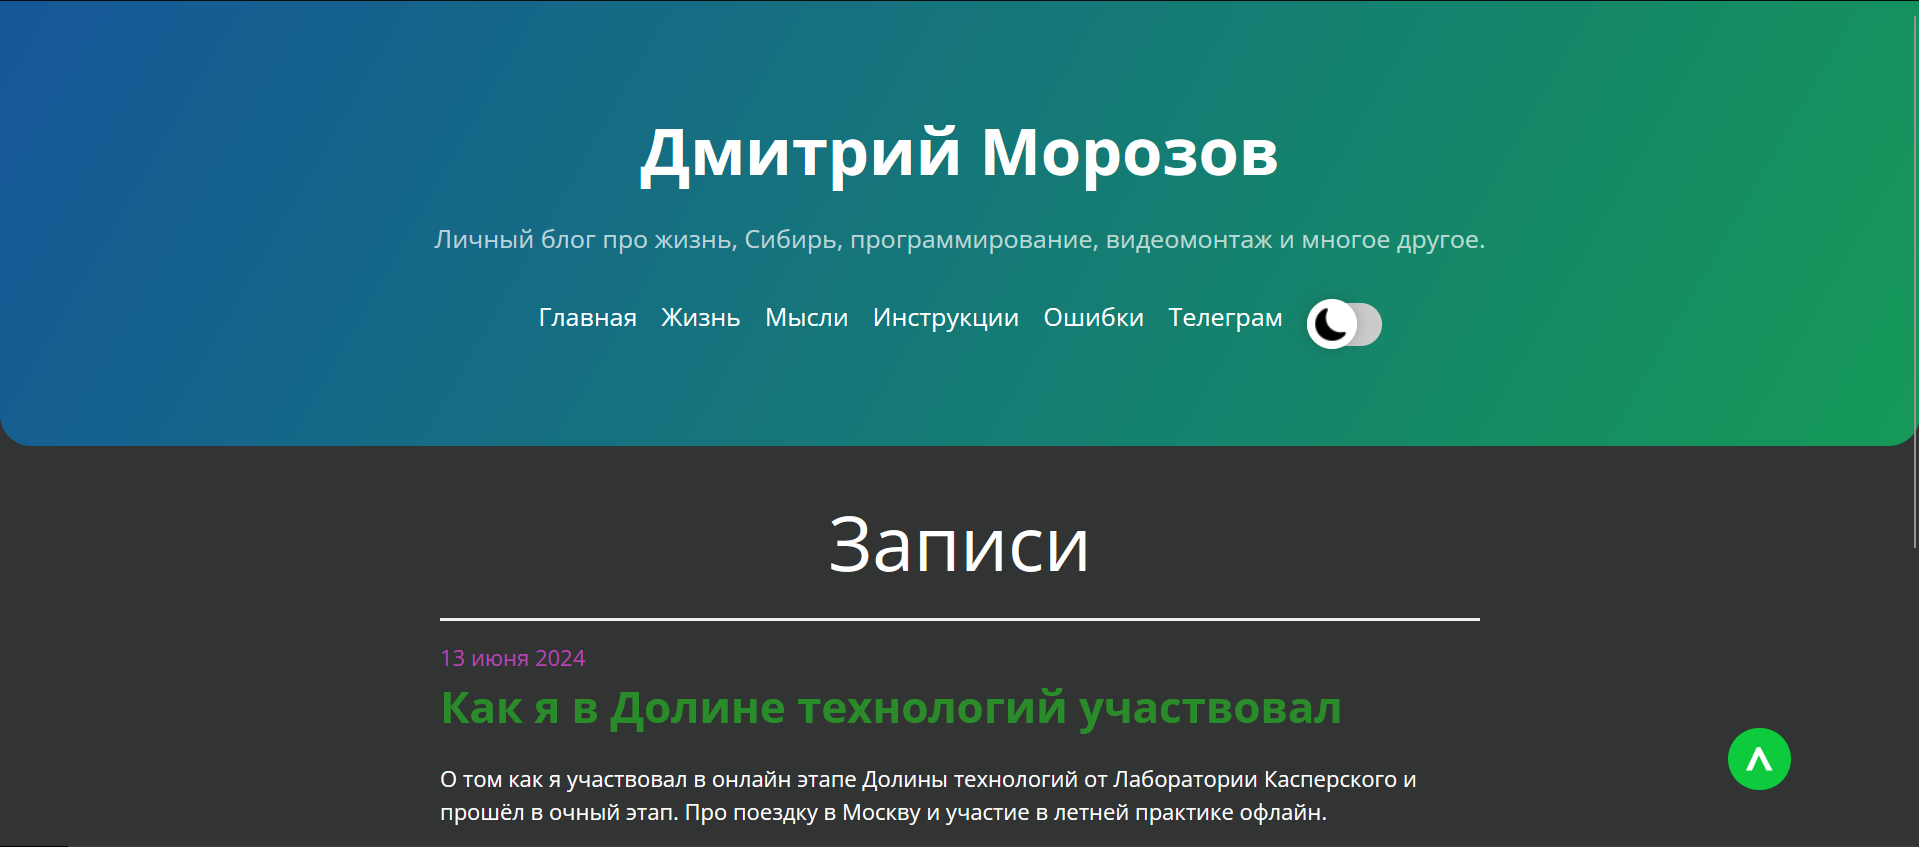 Дмитрий Морозов
Личный блог про жизнь, Сибирь, программирование, видеомонтаж и многое другое.
Главная Жизнь Мысли Инструкции Ошибки Телеграм
Записи
13 июня 2024
Как я в Долине технологий участвовал
О том как я участвовал в онлайн этапе Долины технологий от Лаборатории Касперского и
прошёл в очный этап. Про поездку в Москву и участие в летней практике офлайн.